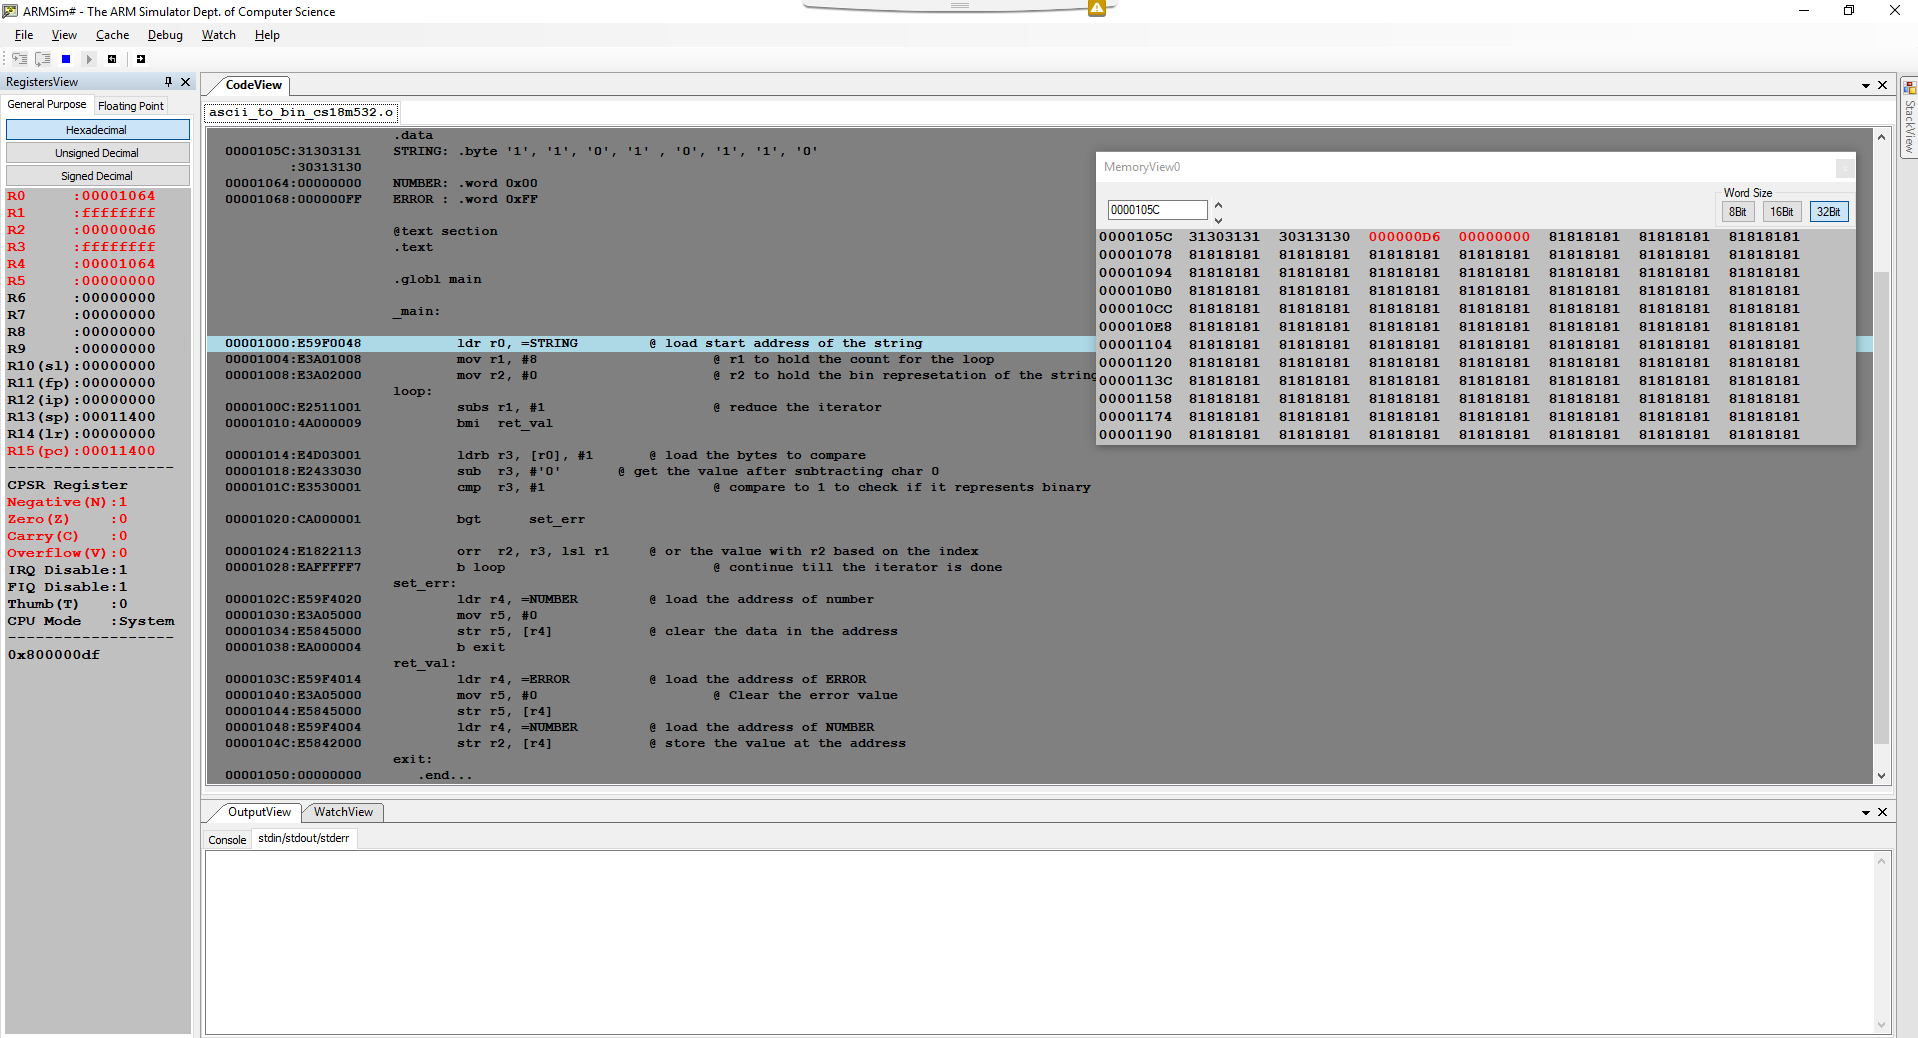 ARMSim# - The ARM Simulator Dept. of Computer Science
File View Cache Debug Watch Help
RegistersView
General Purpose Floating Point
Hexadecimal
Unsigned Decimal
Signed Decimal
R0 :00001064
R1 :ffffffff
R2 :000000d6
R3 :ffffffff
R4 :00001064
R5 :00000000
R6 :00000000
R7 :00000000
R8 :00000000
R9 :00000000
R10(sl):00000000
R11(fp):00000000
R12(ip):00000000
R13(sp):00011400
R14(lr):00000000
R15(pc):00011400
------------------
CPSR Register
Negative(N):1
Zero(Z) :0
Carry(C) :0
Overflow(V):0
IRQ Disable:1
FIQ Disable:1
Thumb(T) :0
CPU Mode :System
------------------
0x800000df
CodeView
ascii_to_bin_cs18m532.o
.data
0000105C:31303131 STRING: .byte '1', '1', '0', '1' , '0', '1', '1', '0'
:30313130
00001064:00000000 NUMBER: .word 0x00
00001068:000000FF ERROR : .word 0xFF
@text section
.text
.globl main
_main:
00001000:E59F0048 ldr r0, =STRING @ load start address of the string
00001004:E3A01008 mov r1, #8 @ r1 to hold the count for the loop
00001008:E3A02000 mov r2, #0 @ r2 to hold the bin represetation of the string
loop:
0000100C:E2511001 subs r1, #1 @ reduce the iterator
00001010:4A000009 bmi ret_val
00001014:E4D03001 ldrb r3, [r0], #1 @ load the bytes to compare
00001018:E2433030 sub r3, #'0' @ get the value after subtracting char 0
0000101C:E3530001 cmp r3, #1 @ compare to 1 to check if it represents binary
00001020:CA000001 bgt set_err
00001024:E1822113 orr r2, r3, lsl r1 @ or the value with r2 based on the index
00001028:EAFFFFF7 b loop @ continue till the iterator is done
set_err:
0000102C:E59F4020 ldr r4, =NUMBER @ load the address of number
00001030:E3A05000 mov r5, #0
00001034:E5845000 str r5, [r4] @ clear the data in the address
00001038:EA000004 b exit
ret_val:
0000103C:E59F4014 ldr r4, =ERROR @ load the address of ERROR
00001040:E3A05000 mov r5, #0 @ Clear the error value
00001044:E5845000 str r5, [r4]
00001048:E59F4004 ldr r4, =NUMBER @ load the address of NUMBER
0000104C:E5842000 str r2, [r4] @ store the value at the address
exit:
00001050:00000000 .end...
MemoryView0
0000105C
Word Size
8Bit 16Bit 32Bit
0000105C 31303131 30313130 000000D6 00000000 81818181 81818181 81818181
00001078 81818181 81818181 81818181 81818181 81818181 81818181 81818181
00001094 81818181 81818181 81818181 81818181 81818181 81818181 81818181
000010B0 81818181 81818181 81818181 81818181 81818181 81818181 81818181
000010CC 81818181 81818181 81818181 81818181 81818181 81818181 81818181
000010E8 81818181 81818181 81818181 81818181 81818181 81818181 81818181
00001104 81818181 81818181 81818181 81818181 81818181 81818181 81818181
00001120 81818181 81818181 81818181 81818181 81818181 81818181 81818181
0000113C 81818181 81818181 81818181 81818181 81818181 81818181 81818181
00001158 81818181 81818181 81818181 81818181 81818181 81818181 81818181
00001174 81818181 81818181 81818181 81818181 81818181 81818181 81818181
00001190 81818181 81818181 81818181 81818181 81818181 81818181 81818181
StackView
OutputView WatchView
Console stdin/stdout/stderr